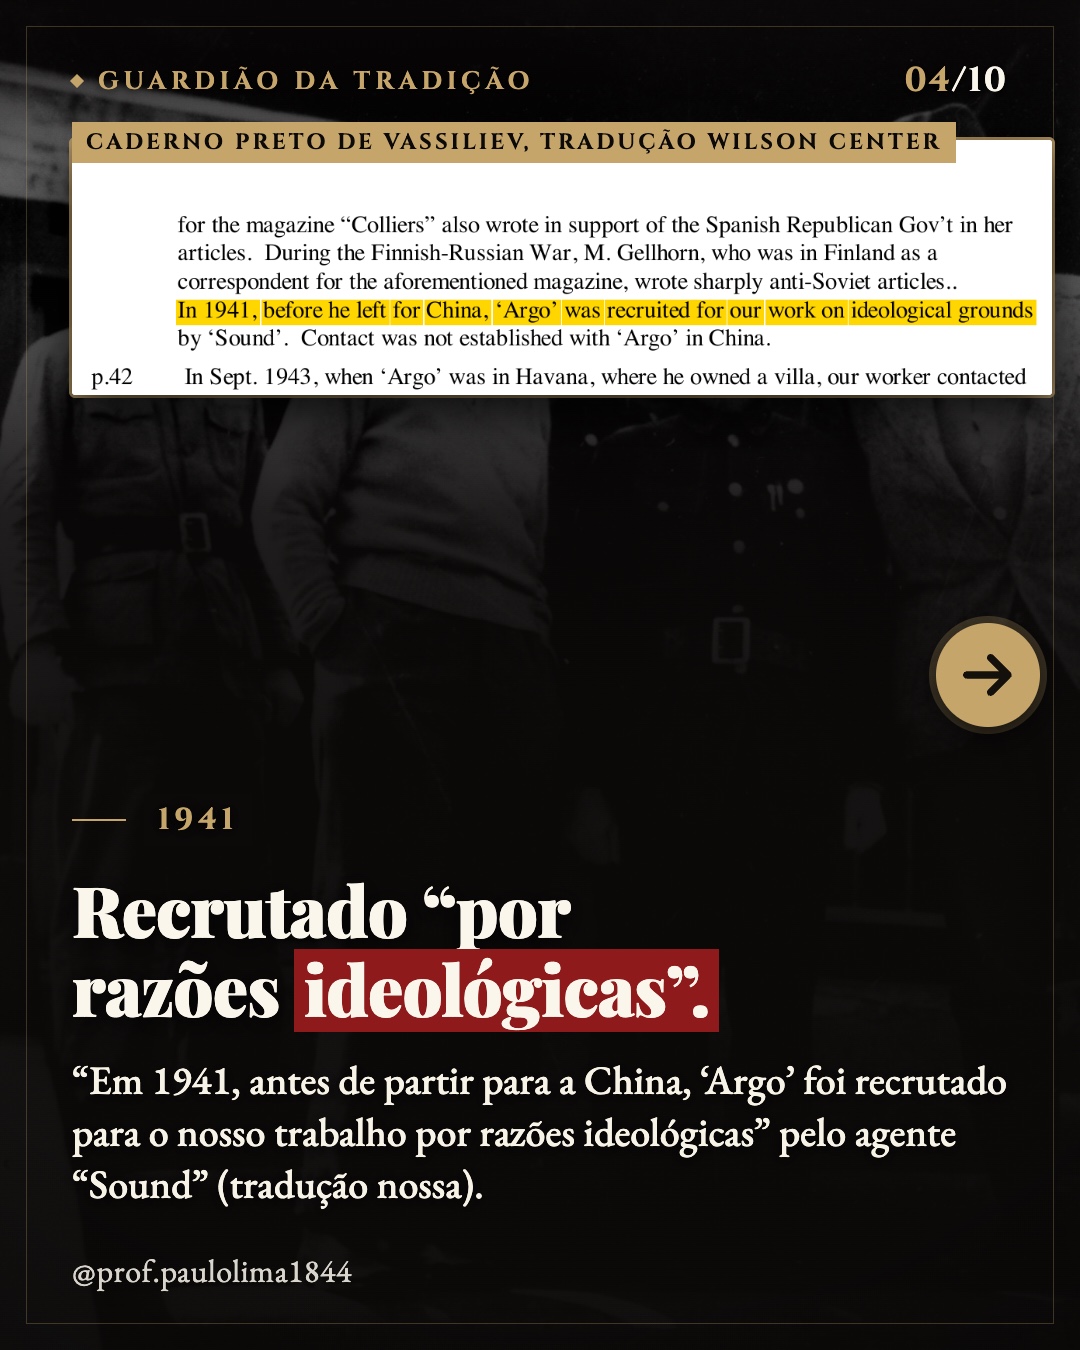 GUARDIÃO DA TRADIÇÃO
04/10
CADERNO PRETO DE VASSILIEV, TRADUÇÃO WILSON CENTER
for the magazine “Colliers” also wrote in support of the Spanish Republican Gov’t in her
articles.  During the Finnish-Russian War, M. Gellhorn, who was in Finland as a
correspondent for the aforementioned magazine, wrote sharply anti-Soviet articles..
In 1941, before he left for China, ‘Argo’ was recruited for our work on ideological grounds
by ‘Sound’.  Contact was not established with ‘Argo’ in China.
p.42 In Sept. 1943, when ‘Argo’ was in Havana, where he owned a villa, our worker contacted
1941
Recrutado “por
razões ideológicas”.
“Em 1941, antes de partir para a China, ‘Argo’ foi recrutado
para o nosso trabalho por razões ideológicas” pelo agente
“Sound” (tradução nossa).
@prof.paulolima1844